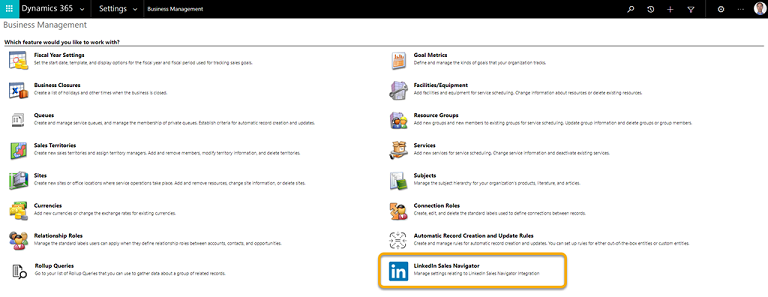 Dynamics 365 Settings Business Management
Business Management
Which feature would you like to work with?
Fiscal Year Settings
Set the start date, template, and display options for the fiscal year and fiscal period used for tracking sales goals.
Goal Metrics
Define and manage the kinds of goals that your organization tracks.
Business Closures
Create a list of holidays and other times when the business is closed.
Facilities/Equipment
Add facilities and equipment for service scheduling. Change information about resources or delete existing resources.
Queues
Create and manage service queues, and manage the membership of private queues. Establish criteria for automatic record creation and updates.
Resource Groups
Add new groups and new members to existing groups for service scheduling. Update group information and delete groups or group members.
Sales Territories
Create new sales territories and assign territory managers. Add and remove members, modify territory information, and delete territories.
Services
Add new services for service scheduling. Change service information and deactivate existing services.
Sites
Create new sites or office locations where service operations take place. Add and remove resources, change site information, or delete sites.
Subjects
Manage the subject hierarchy for your organization's products, literature, and articles.
Currencies
Add new currencies or change the exchange rates for existing currencies.
Connection Roles
Create, edit, and delete the standard labels used to define connections between records.
Relationship Roles
Manage the standard labels users can apply when they define relationship roles between accounts, contacts, and opportunities.
Automatic Record Creation and Update Rules
Create and manage rules for automatic record creation and updates. You can set up rules for either out-of-the-box entities or custom entities.
Rollup Queries
Go to your list of Rollup Queries that you can use to gather data about a group of related records.
in
LinkedIn Sales Navigator
Manage settings relating to LinkedIn Sales Navigator Integration